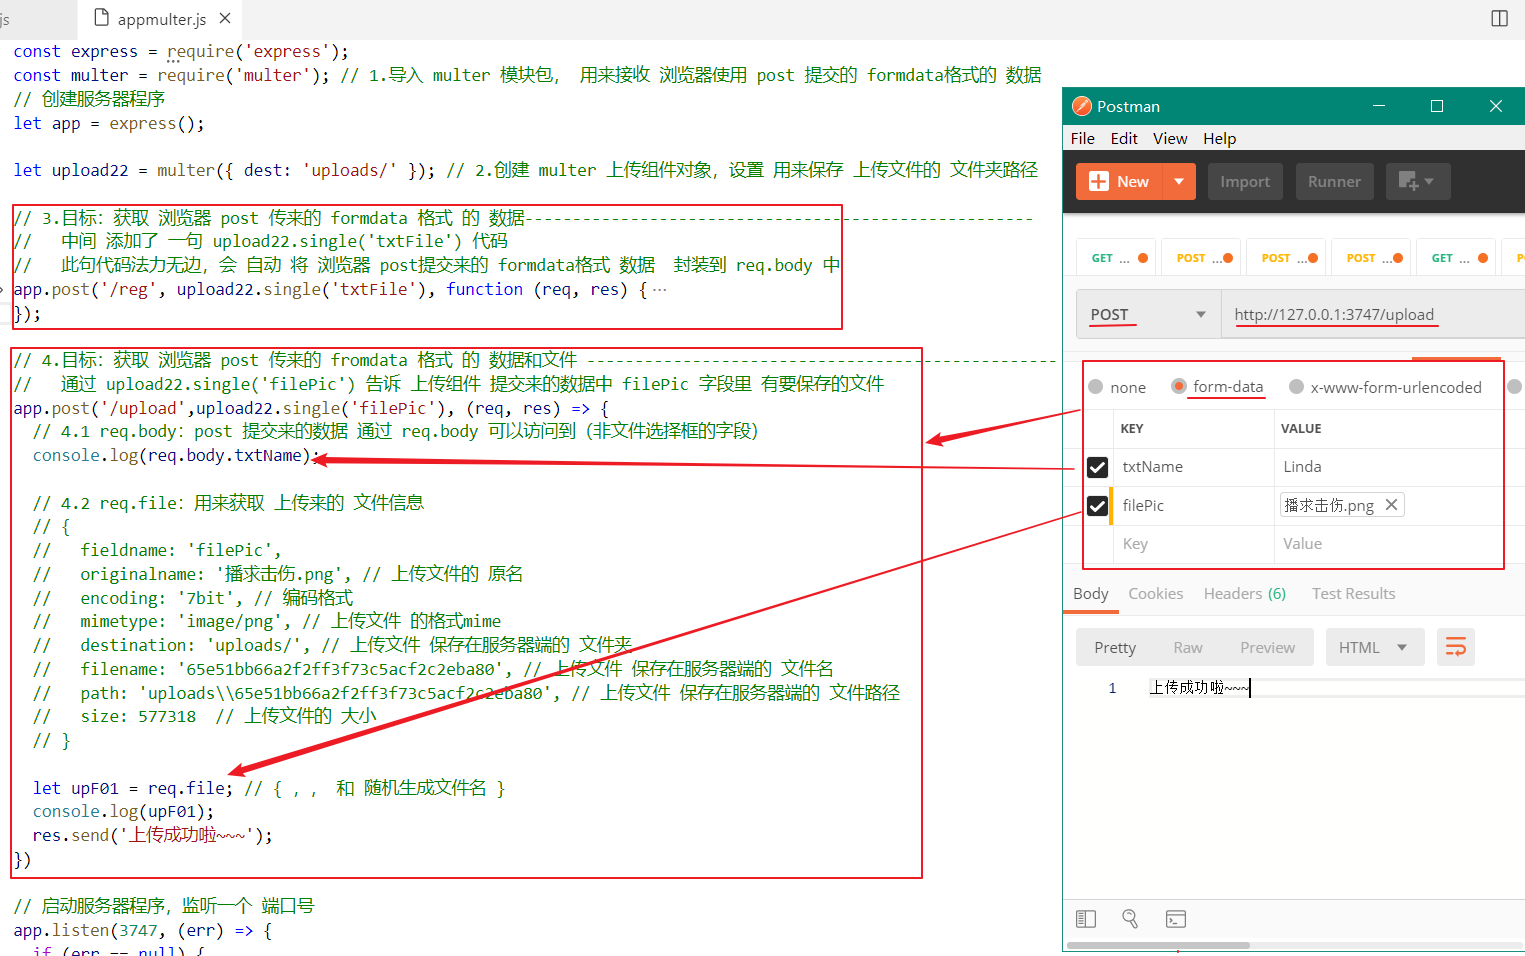 js
appmulter.js
const express = require('express');
const multer = require('multer'); // 1.导入 multer 模块包， 用来接收 浏览器使用 post 提交的 formdata格式的 数据
// 创建服务器程序
let app = express();
let upload22 = multer({ dest: 'uploads/' }); // 2.创建 multer 上传组件对象，设置 用来保存 上传文件的 文件夹路径
// 3.目标：获取 浏览器 post 传来的 formdata 格式 的 数据-----------------------------------------------------
//   中间 添加了 一句 upload22.single('txtFile') 代码
//   此句代码法力无边，会 自动 将 浏览器 post提交来的 formdata格式 数据  封装到 req.body 中
app.post('/reg', upload22.single('txtFile'), function (req, res) { ...
});
// 4.目标：获取 浏览器 post 传来的 fromdata 格式 的 数据和文件 -------------------------------------------------
//   通过 upload22.single('filePic') 告诉 上传组件 提交来的数据中 filePic 字段里 有要保存的文件
app.post('/upload',upload22.single('filePic'), (req, res) => {
// 4.1 req.body：post 提交来的数据 通过 req.body 可以访问到（非文件选择框的字段）
console.log(req.body.txtName);
// 4.2 req.file：用来获取 上传来的 文件信息
// {
//   fieldname: 'filePic',
//   originalname: '播求击伤.png', // 上传文件的 原名
//   encoding: '7bit', // 编码格式
//   mimetype: 'image/png', // 上传文件 的格式mime
//   destination: 'uploads/', // 上传文件 保存在服务器端的 文件夹
//   filename: '65e51bb66a2f2ff3f73c5acf2c2eba80', // 上传文件 保存在服务器端的 文件名
//   path: 'uploads\\65e51bb66a2f2ff3f73c5acf2c2eba80', // 上传文件 保存在服务器端的 文件路径
//   size: 577318  // 上传文件的 大小
// }
let upF01 = req.file; // { , ,  和 随机生成文件名 }
console.log(upF01);
res.send('上传成功啦~~~');
})
// 启动服务器程序，监听一个 端口号
app.listen(3747, (err) => {
if (err == null) {
Postman
File Edit View Help
New Import Runner
GET ... POST ... POST ... POST ... GET ...
POST http://127.0.0.1:3747/upload
none form-data x-www-form-urlencoded
KEY VALUE
txtName Linda
filePic 播求击伤.png
Key Value
Body Cookies Headers (6) Test Results
Pretty Raw Preview HTML
1 上传成功啦~~~